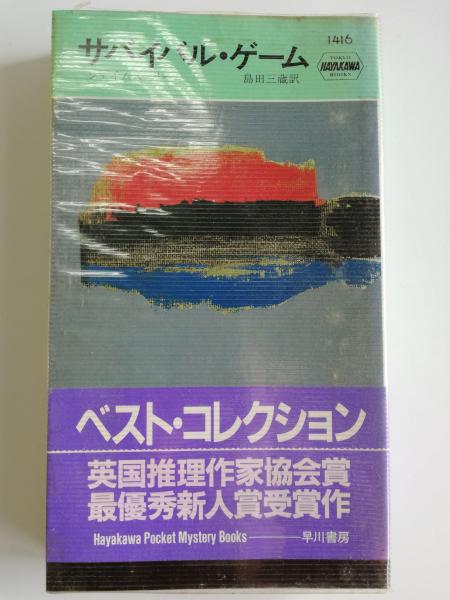 サバイバル・ゲーム
1416
TOKYO
HAYAKAWA
BOOKS
島田三蔵訳
ベスト・コレクション
英国推理作家協会賞
最優秀新人賞受賞作
Hayakawa Pocket Mystery Books——早川書房